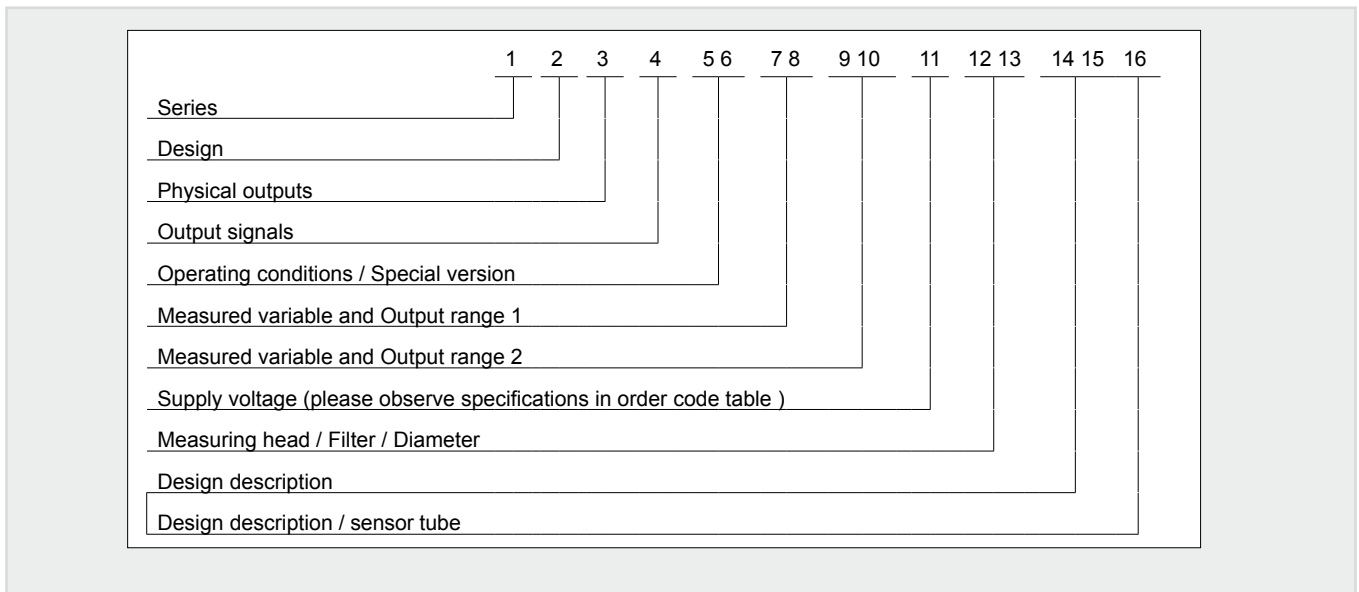 1 2 3 4 5 6 7 8 9 10 11 12 13 14 15 16
Series
Design
Physical outputs
Output signals
Operating conditions / Special version
Measured variable and Output range 1
Measured variable and Output range 2
Supply voltage (please observe specifications in order code table )
Measuring head / Filter / Diameter
Design description
Design description / sensor tube